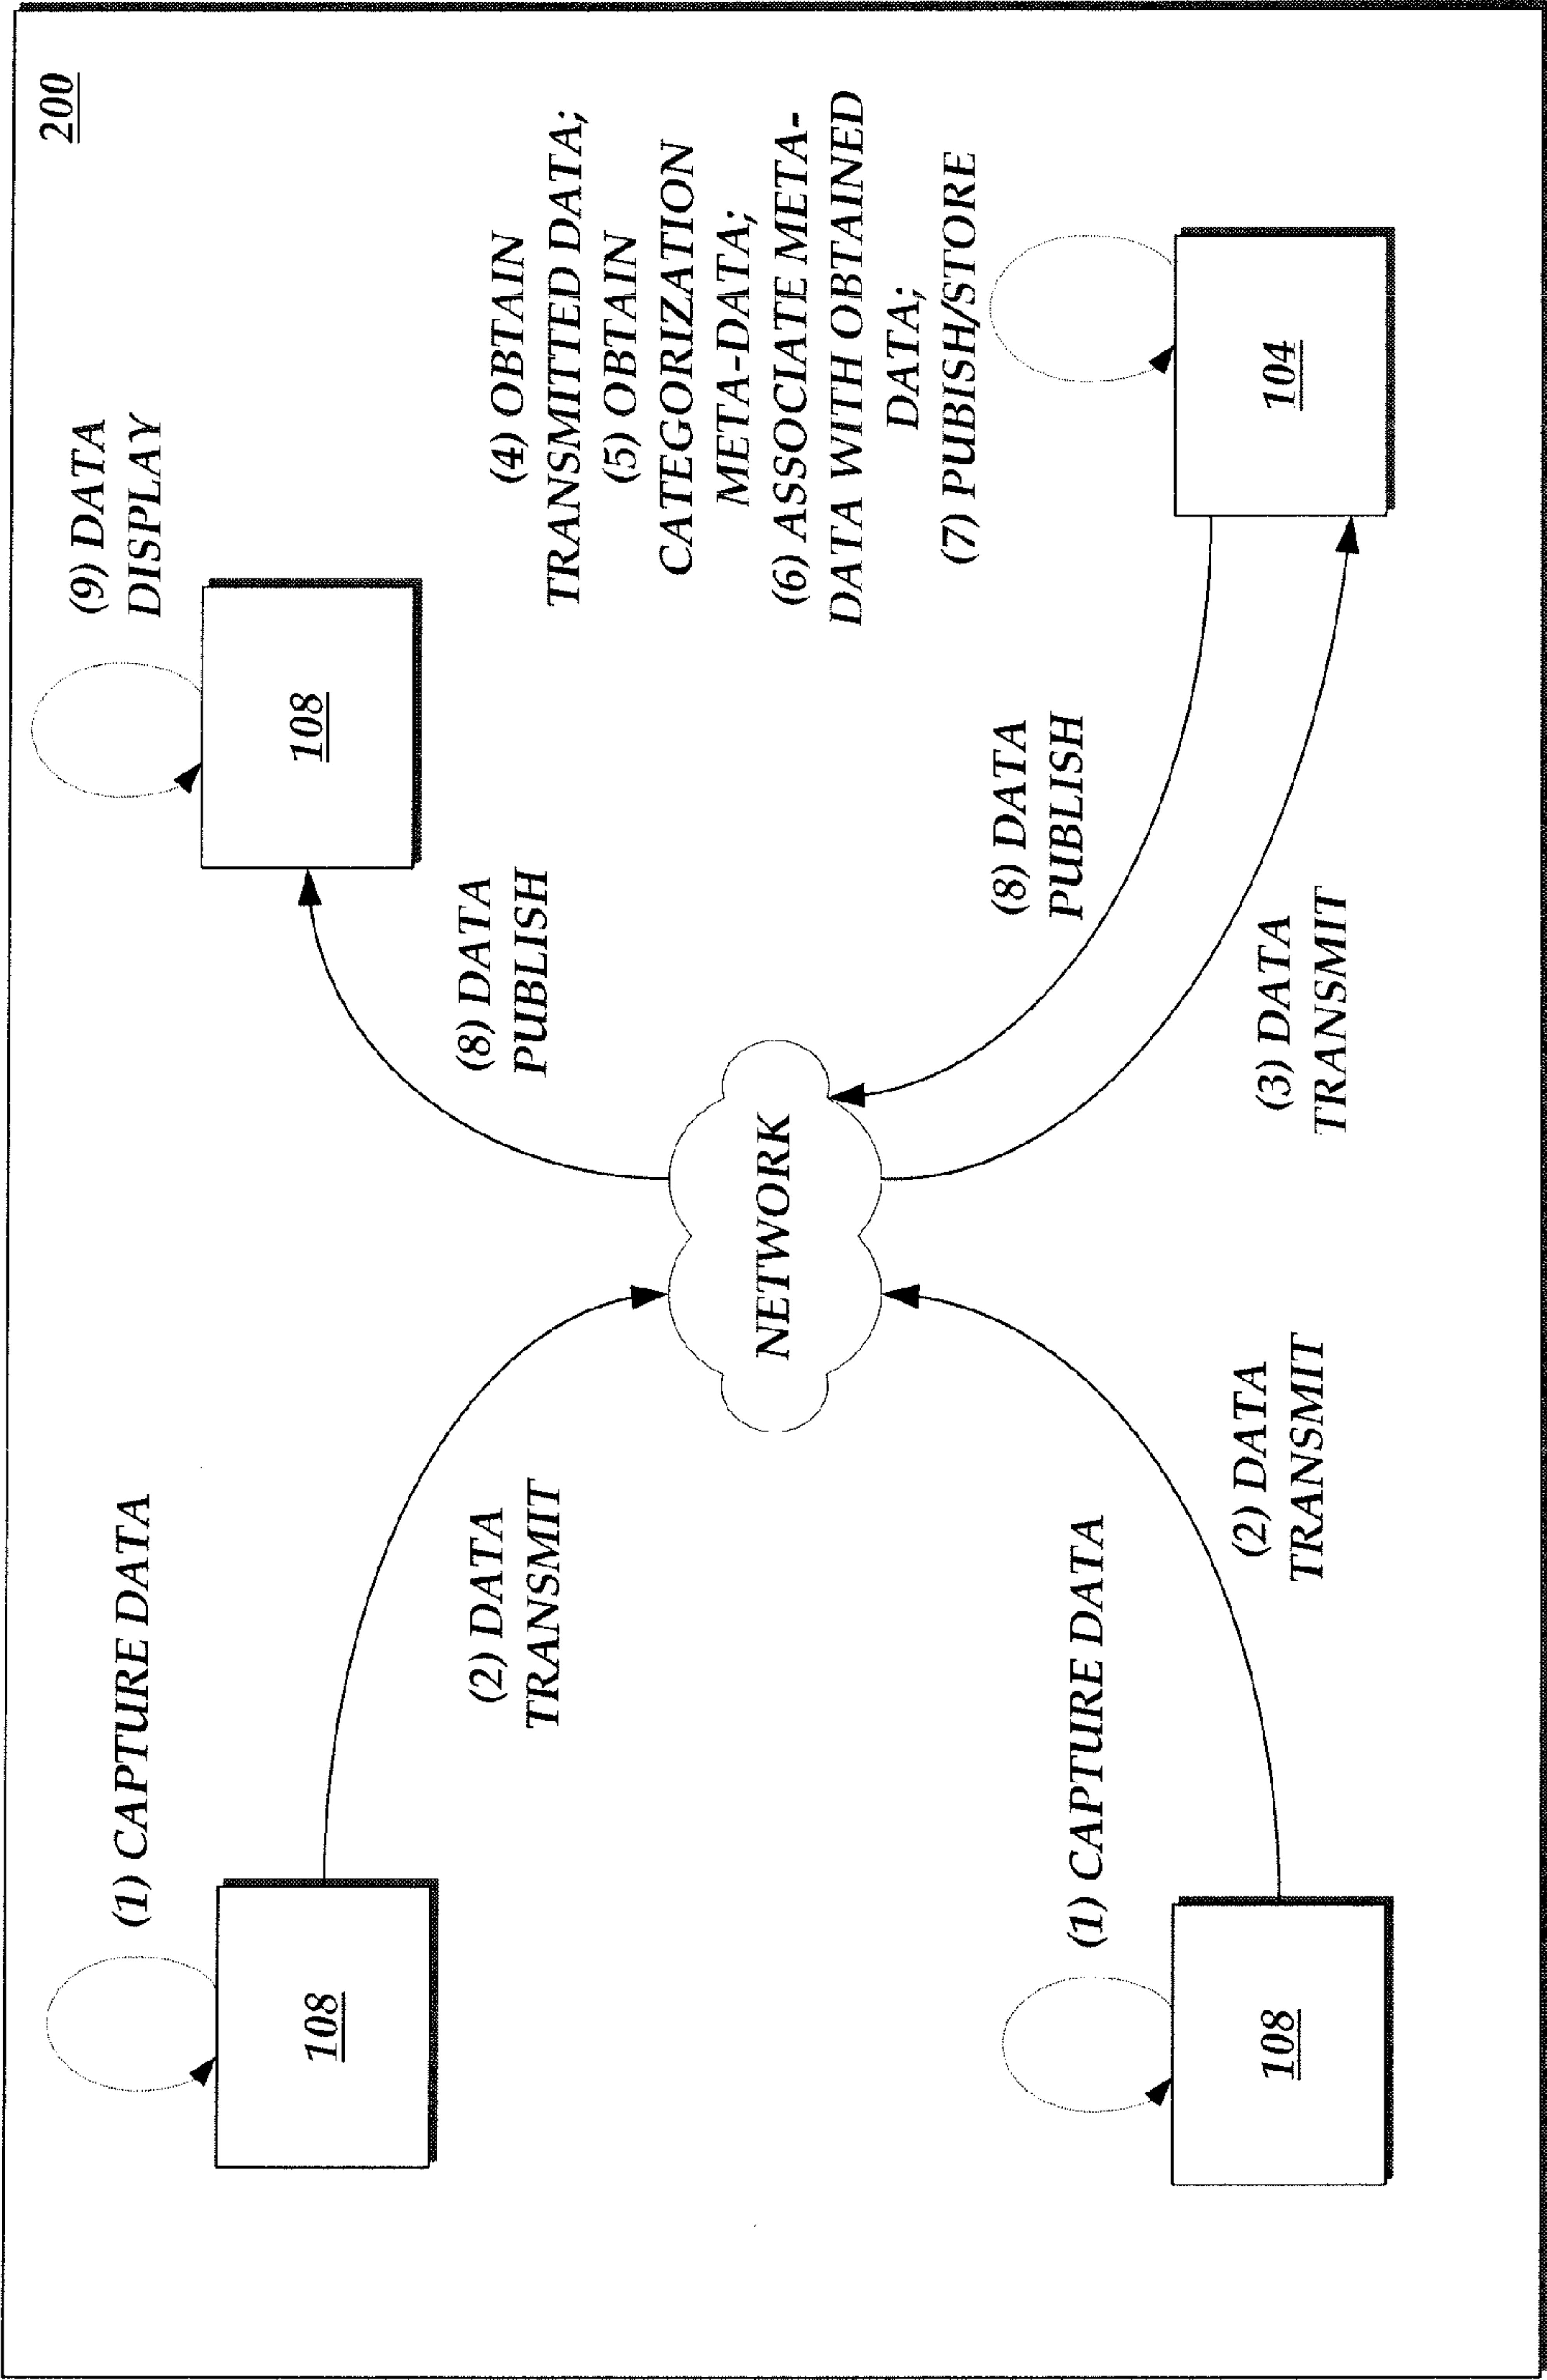 200
(1) CAPTURE DATA
108
(2) DATA
TRANSMIT
(9) DATA
DISPLAY
108
(8) DATA
PUBLISH
NETWORK
(4) OBTAIN
TRANSMITTED DATA;
(5) OBTAIN
CATEGORIZATION
META-DATA;
(6) ASSOCIATE META-
DATA WITH OBTAINED
DATA;
(7) PUBISH/STORE
104
(8) DATA
PUBLISH
(3) DATA
TRANSMIT
(1) CAPTURE DATA
108
(2) DATA
TRANSMIT